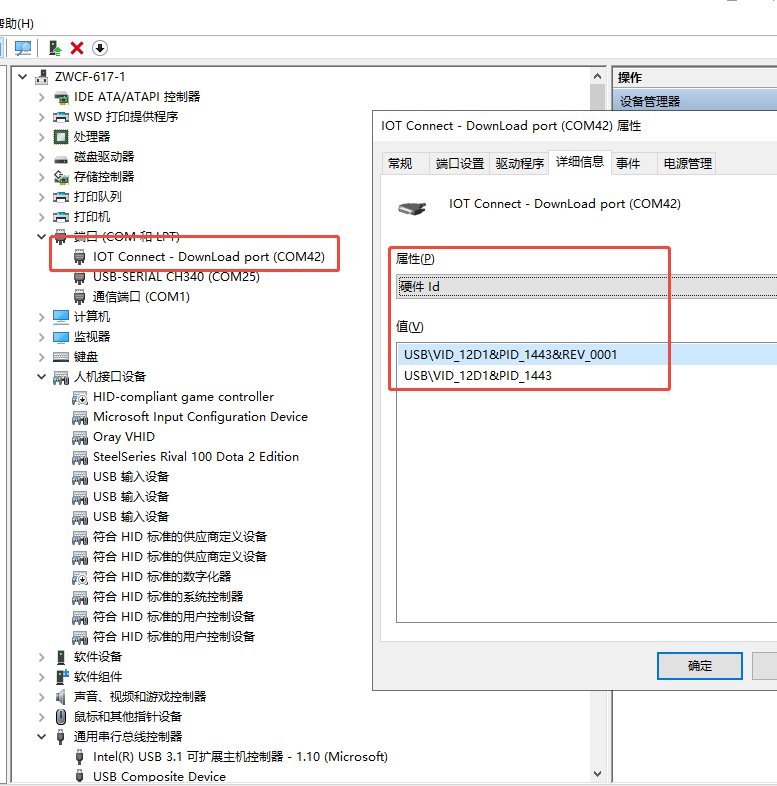 帮助(H)
ZWCF-617-1
IDE ATA/ATAPI 控制器
WSD 打印提供程序
处理器
磁盘驱动器
存储控制器
打印队列
打印机
端口 (COM 和 LPT)
IOT Connect - DownLoad port (COM42)
USB-SERIAL CH340 (COM25)
通信端口 (COM1)
计算机
监视器
键盘
人机接口设备
HID-compliant game controller
Microsoft Input Configuration Device
Oray VHID
SteelSeries Rival 100 Dota 2 Edition
USB 输入设备
USB 输入设备
USB 输入设备
符合 HID 标准的供应商定义设备
符合 HID 标准的供应商定义设备
符合 HID 标准的数字化器
符合 HID 标准的系统控制器
符合 HID 标准的用户控制设备
符合 HID 标准的用户控制设备
软件设备
软件组件
声音、视频和游戏控制器
鼠标和其他指针设备
通用串行总线控制器
Intel(R) USB 3.1 可扩展主机控制器 - 1.10 (Microsoft)
USB Composite Device
操作
设备管理器
IOT Connect - DownLoad port (COM42) 属性
常规 端口设置 驱动程序 详细信息 事件 电源管理
IOT Connect - DownLoad port (COM42)
属性(P)
硬件 Id
值(V)
USB\VID_12D1&PID_1443&REV_0001
USB\VID_12D1&PID_1443
确定